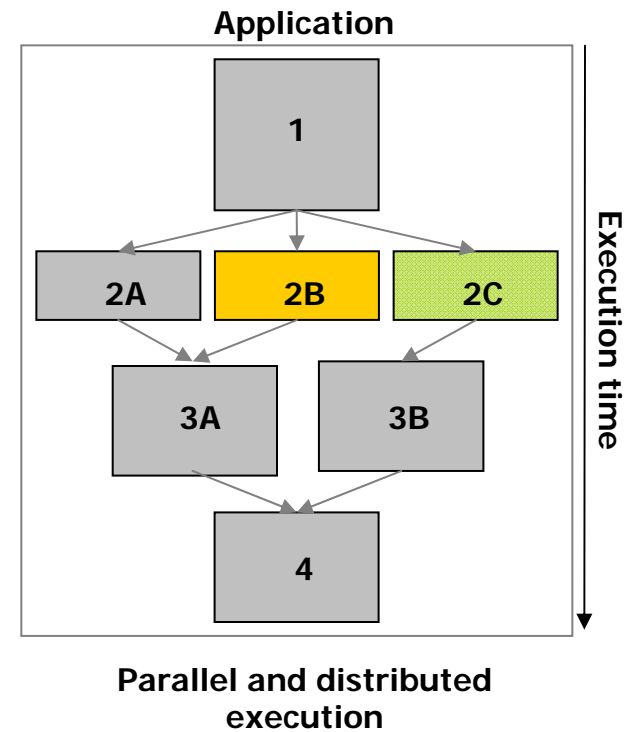 Application
1
2A
2B
2C
3A
3B
4
Execution time
Parallel and distributed
execution